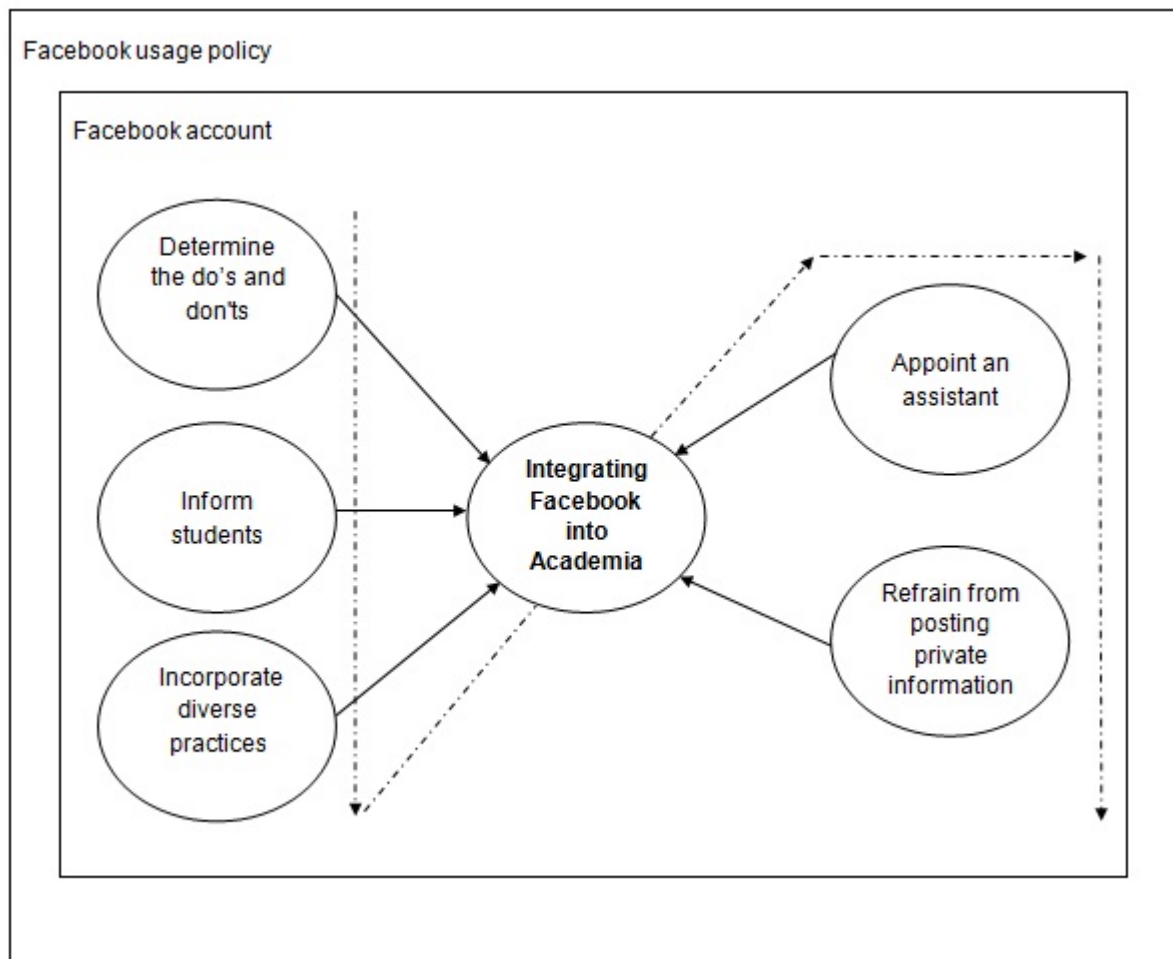 Facebook usage policy
Facebook account
Determine
the do's and
don'ts
Inform
students
Incorporate
diverse
practices
Integrating
Facebook
into
Academia
Appoint an
assistant
Refrain from
posting
private
information